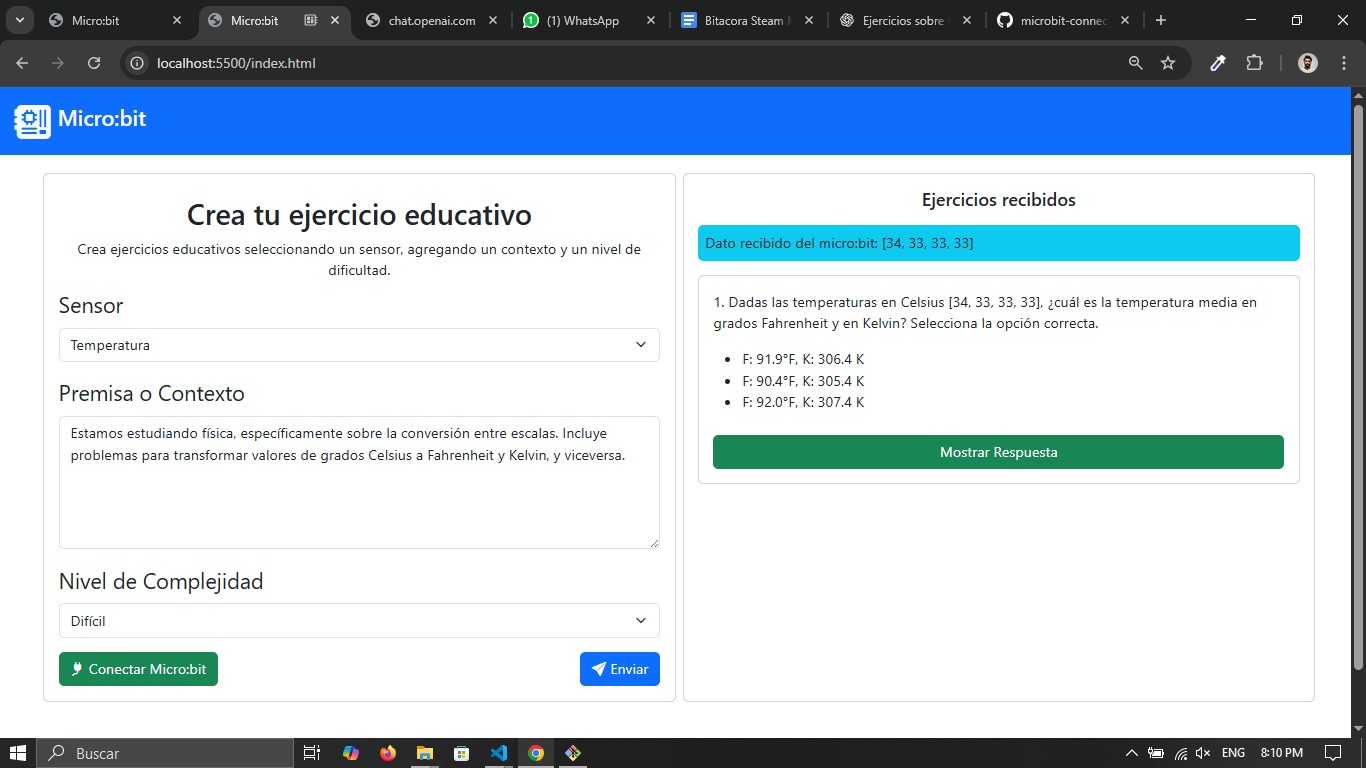 Micro:bit
Micro:bit
chat.openai.com
(1) WhatsApp
Bitacora Steam
Ejercicios sobre
microbit-connec
localhost:5500/index.html
Micro:bit
Crea tu ejercicio educativo
Crea ejercicios educativos seleccionando un sensor, agregando un contexto y un nivel de
dificultad.
Sensor
Temperatura
Premisa o Contexto
Estamos estudiando física, específicamente sobre la conversión entre escalas. Incluye
problemas para transformar valores de grados Celsius a Fahrenheit y Kelvin, y viceversa.
Nivel de Complejidad
Difícil
Conectar Micro:bit
Enviar
Ejercicios recibidos
Dato recibido del micro:bit: [34, 33, 33, 33]
1. Dadas las temperaturas en Celsius [34, 33, 33, 33], ¿cuál es la temperatura media en
grados Fahrenheit y en Kelvin? Selecciona la opción correcta.
F: 91.9°F, K: 306.4 K
F: 90.4°F, K: 305.4 K
F: 92.0°F, K: 307.4 K
Mostrar Respuesta
Buscar
ENG
8:10 PM